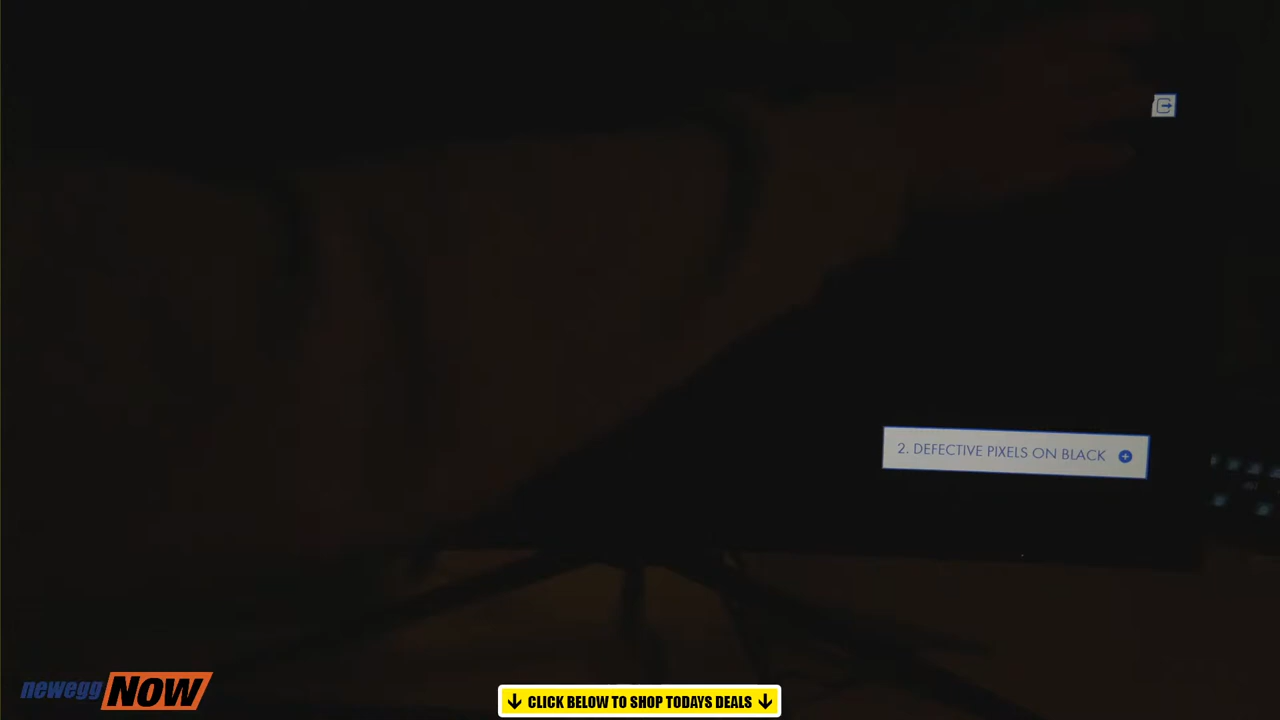 2. DEFECTIVE PIXELS ON BLACK
newegg NOW
CLICK BELOW TO SHOP TODAYS DEALS